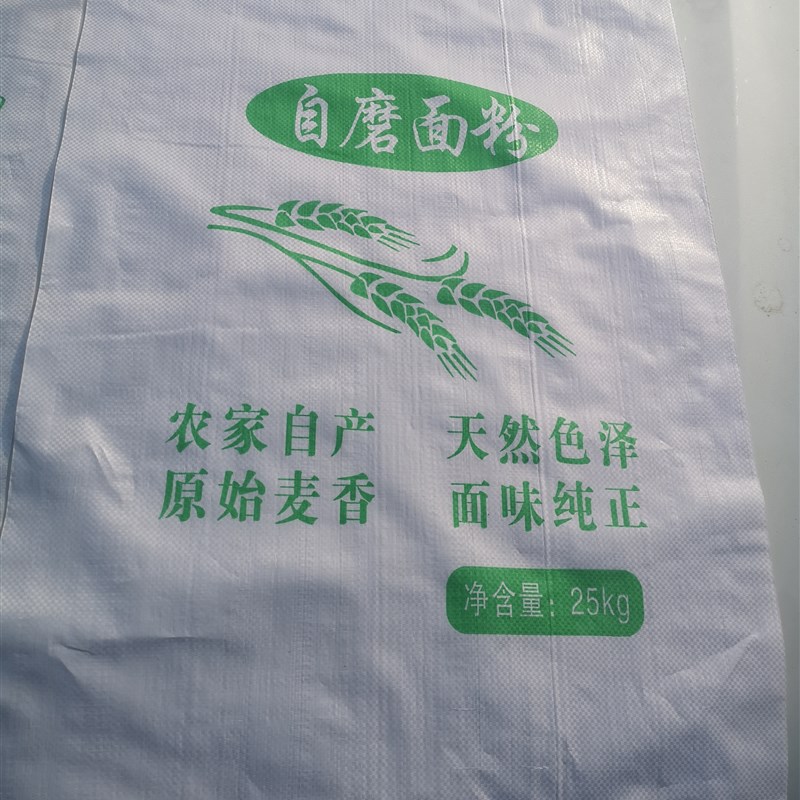 自磨面粉
农家自产 天然色泽
原始麦香 面味纯正
净含量：25kg